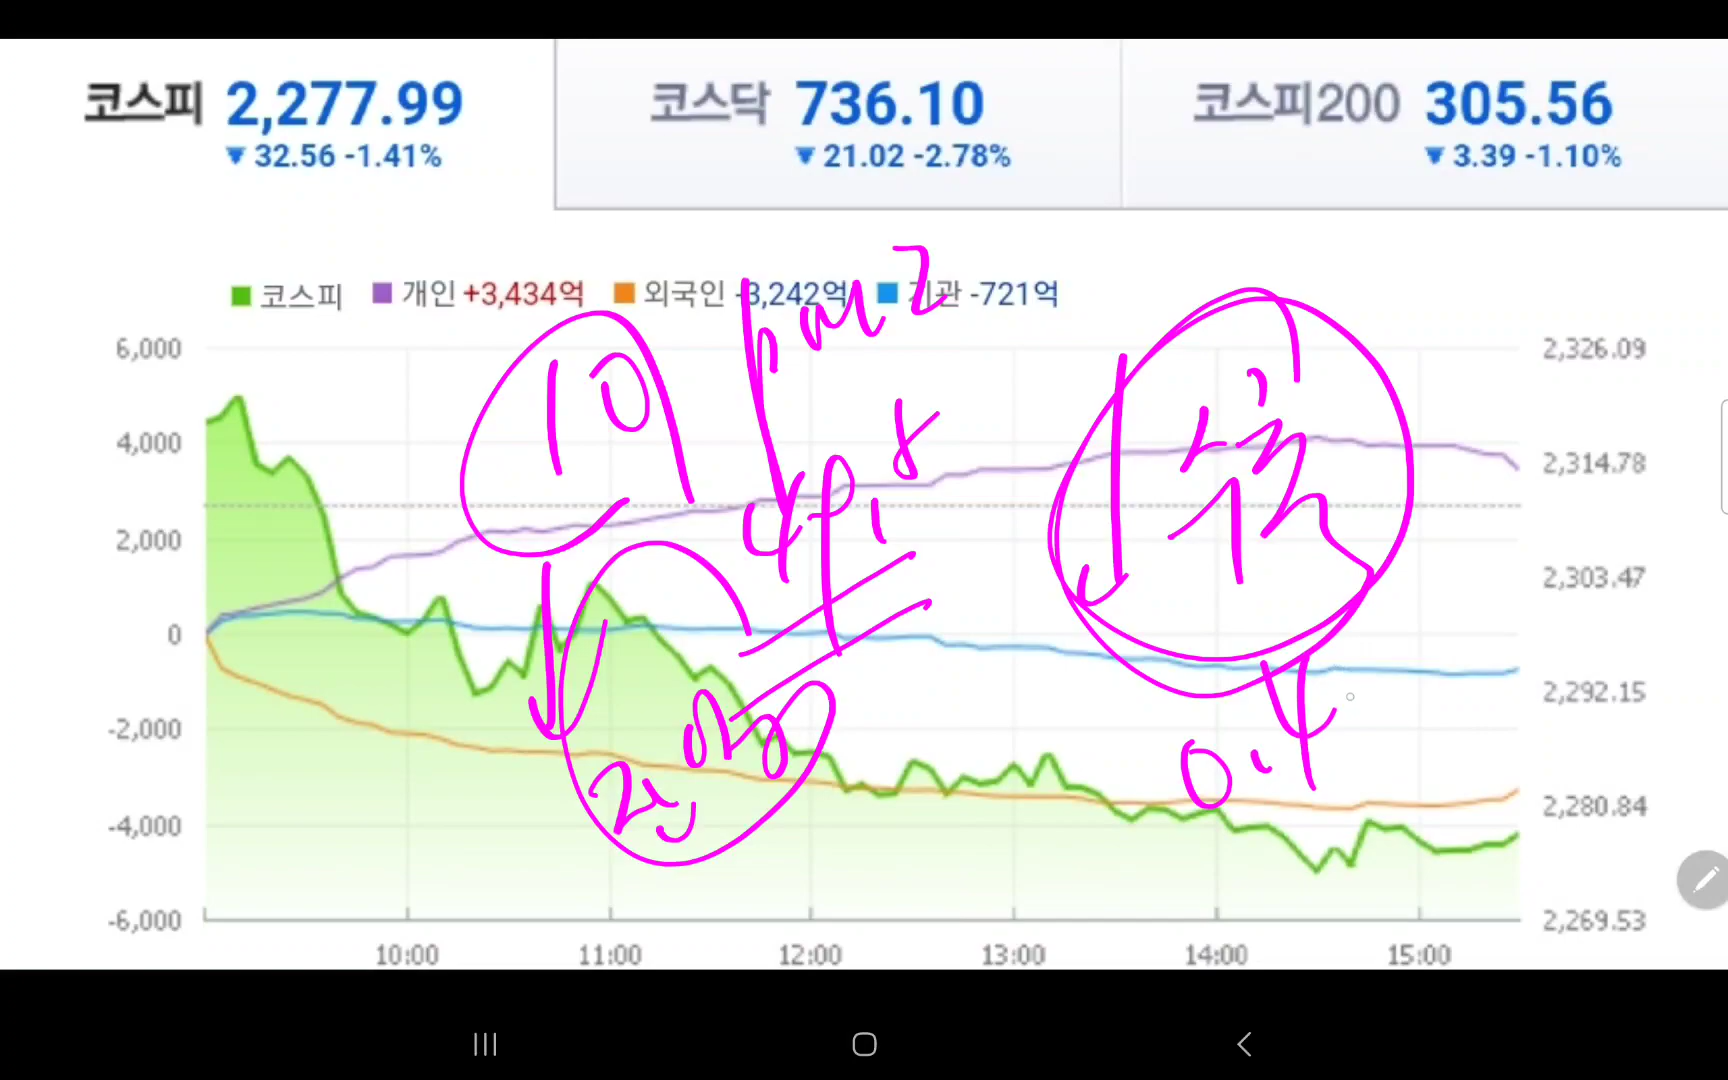 코스피 2,277.99 코스닥 736.10 코스피200 305.56
▼ 32.56 -1.41% ▼ 21.02 -2.78% ▼ 3.39 -1.10%
코스피 개인 +3,434억 외국인 -3,242억 기관 -721억
6,000 2,326.09
10
4,000 2,314.78
2,000 2,303.47
0
-2,000 2,292.15
-4,000 2,280.84
-6,000 2,269.53
10:00 11:00 12:00 13:00 14:00 15:00